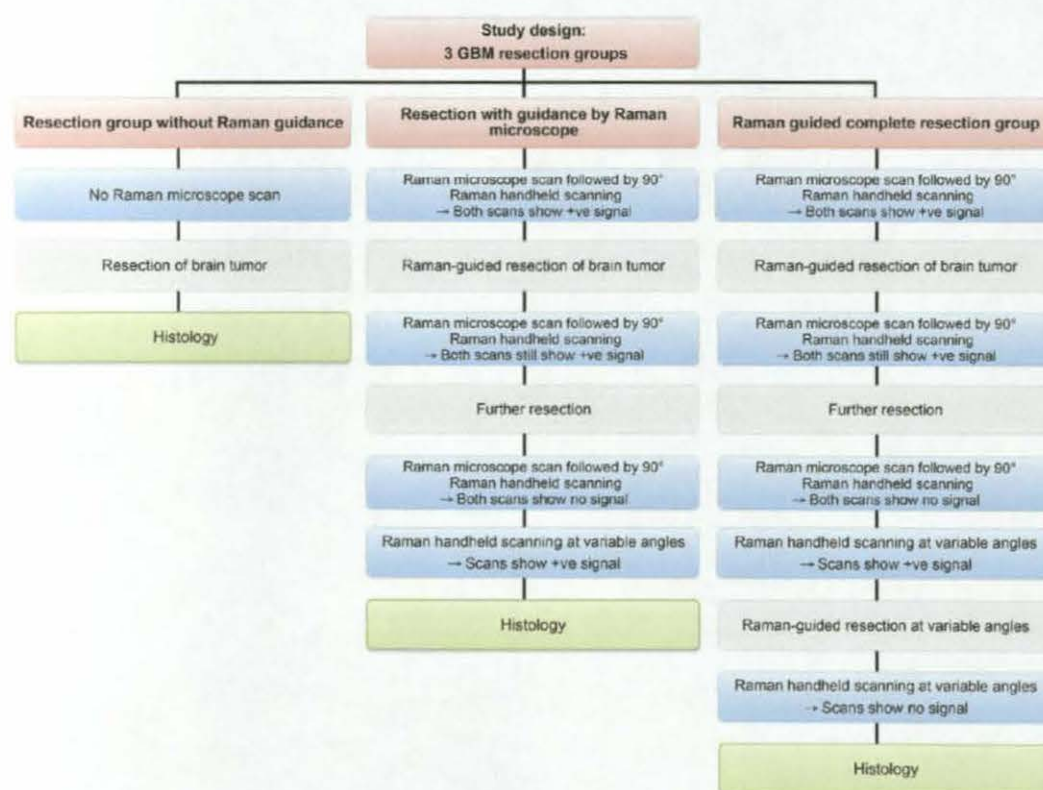 Study design:
3 GBM resection groups
Resection group without Raman guidance
No Raman microscope scan
Resection of brain tumor
Histology
Resection with guidance by Raman
microscope
Raman microscope scan followed by 90°
Raman handheld scanning
→ Both scans show +ve signal
Raman-guided resection of brain tumor
Raman microscope scan followed by 90°
Raman handheld scanning
→ Both scans still show +ve signal
Further resection
Raman microscope scan followed by 90°
Raman handheld scanning
→ Both scans show no signal
Raman handheld scanning at variable angles
→ Scans show +ve signal
Histology
Raman guided complete resection group
Raman microscope scan followed by 90°
Raman handheld scanning
→ Both scans show +ve signal
Raman-guided resection of brain tumor
Raman microscope scan followed by 90°
Raman handheld scanning
→ Both scans still show +ve signal
Further resection
Raman microscope scan followed by 90°
Raman handheld scanning
→ Both scans show no signal
Raman handheld scanning at variable angles
→ Scans show +ve signal
Raman-guided resection at variable angles
Raman handheld scanning at variable angles
→ Scans show no signal
Histology